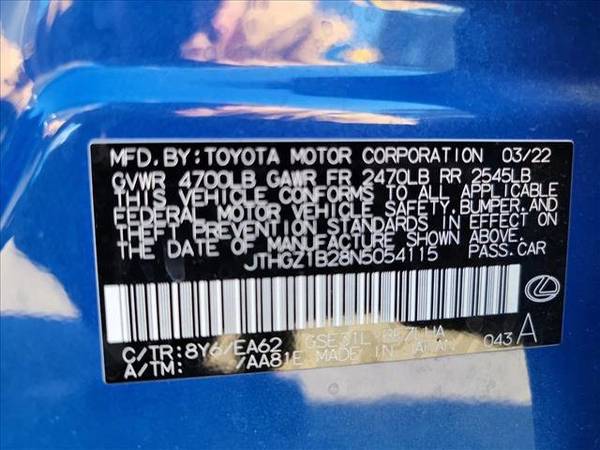 MFD. BY: TOYOTA MOTOR CORPORATION 03/22
GVWR 4700LB GAWR FR 2470LB RR 2545LB
THIS VEHICLE CONFORMS TO ALL APPLICABLE
FEDERAL MOTOR VEHICLE SAFETY, BUMPER, AND
THEFT PREVENTION STANDARDS IN EFFECT ON
THE DATE OF MANUFACTURE SHOWN ABOVE.
JTHGZ1B28N5054115 PASS. CAR
C/TR: 8Y6/EA62 GSE31L
A/TM: /AA81E MADE IN JAPAN 043 A